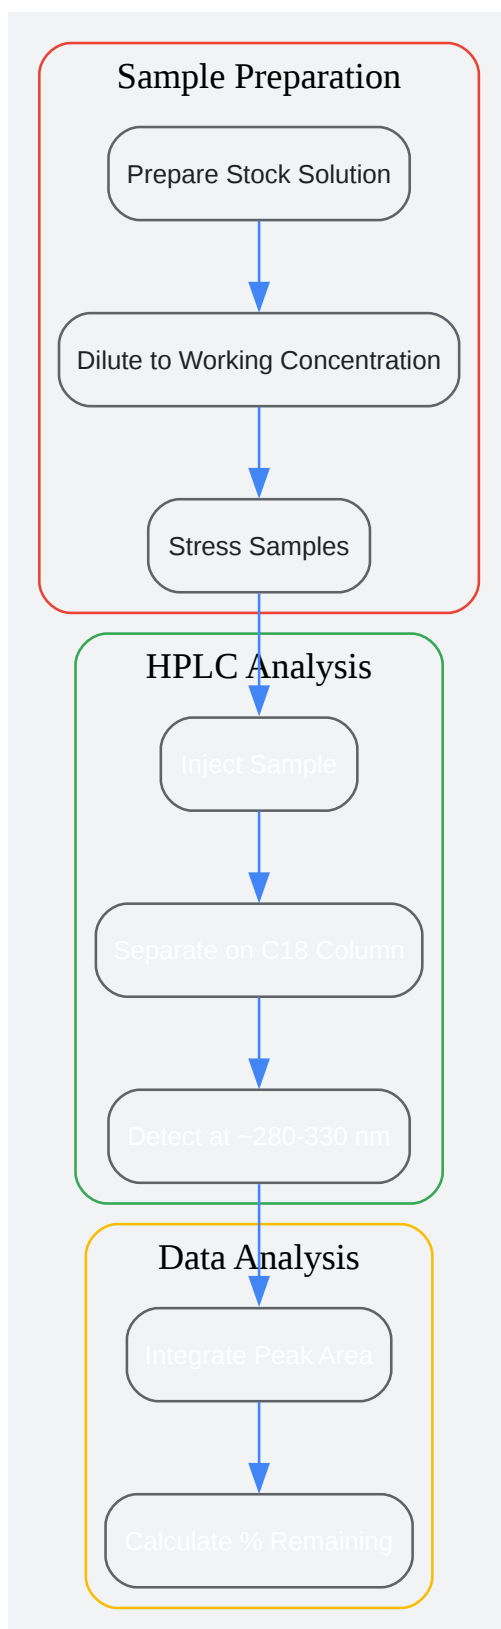 Sample Preparation
Prepare Stock Solution
Dilute to Working Concentration
Stress Samples
HPLC Analysis
Inject Sample
Separate on C18 Column
Detect at ~280-330 nm
Data Analysis
Integrate Peak Area
Calculate % Remaining